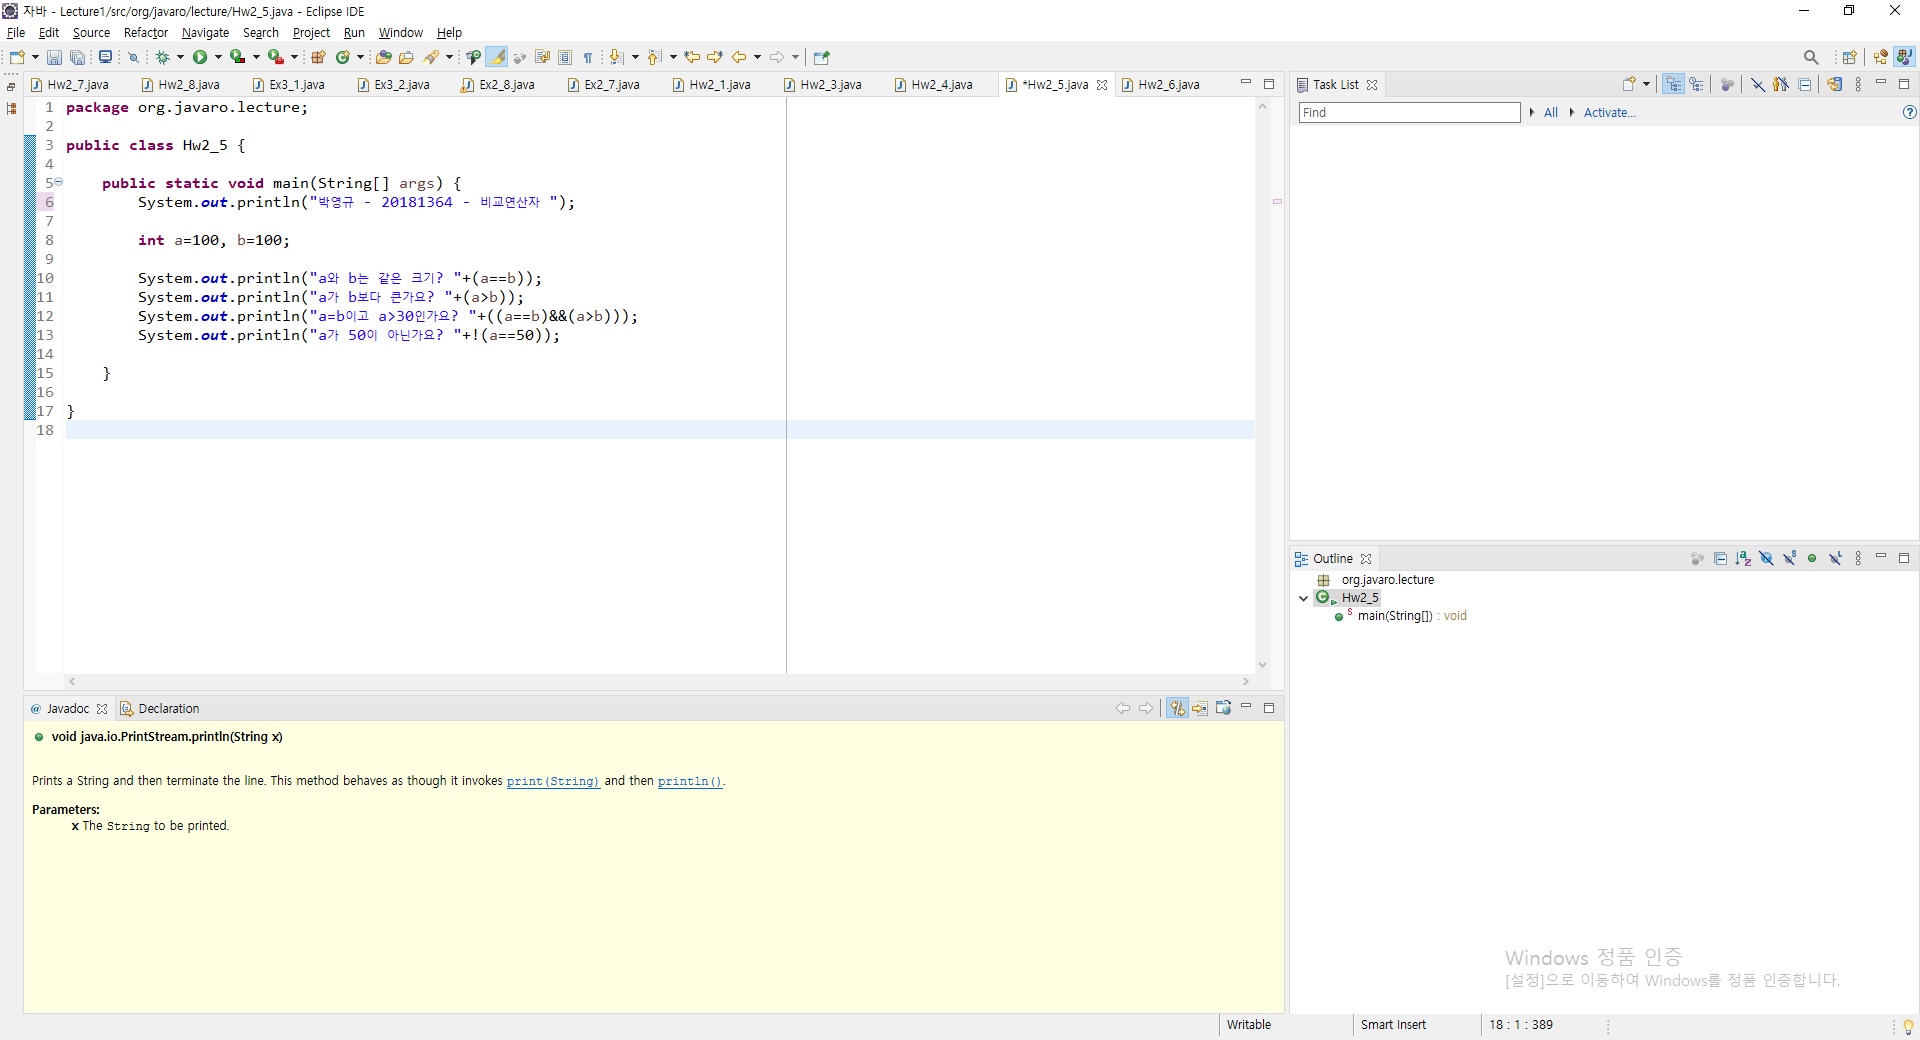 자바 - Lecture1/src/org/javaro/lecture/Hw2_5.java - Eclipse IDE
File Edit Source Refactor Navigate Search Project Run Window Help
Hw2_7.java Hw2_8.java Ex3_1.java Ex3_2.java Ex2_8.java Ex2_7.java Hw2_1.java Hw2_3.java Hw2_4.java *Hw2_5.java Hw2_6.java
1 package org.javaro.lecture;
2
3 public class Hw2_5 {
4
5 public static void main(String[] args) {
6 System.out.println("박영규 - 20181364 - 비교연산자 ");
7
8 int a=100, b=100;
9
10 System.out.println("a와 b는 같은 크기? "+(a==b));
11 System.out.println("a가 b보다 큰가요? "+(a>b));
12 System.out.println("a=b이고 a>30인가요? "+((a==b)&&(a>b)));
13 System.out.println("a가 50이 아닌가요? "+!(a==50));
14
15 }
16
17 }
18
Task List
Find All Activate...
Outline
org.javaro.lecture
Hw2_5
main(String[]) : void
@ Javadoc Declaration
void java.io.PrintStream.println(String x)
Prints a String and then terminate the line. This method behaves as though it invokes print(String) and then println().
Parameters:
x The String to be printed.
Windows 정품 인증
[설정]으로 이동하여 Windows를 정품 인증합니다.
Writable Smart Insert 18 : 1 : 389